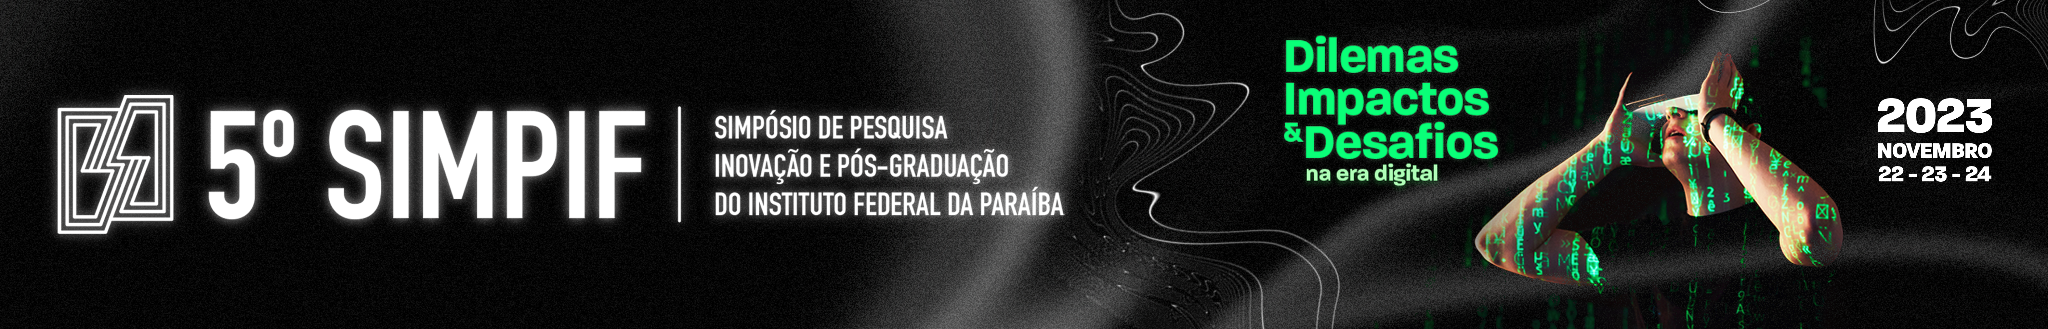 5º SIMPIF
SIMPÓSIO DE PESQUISA
INOVAÇÃO E PÓS-GRADUAÇÃO
DO INSTITUTO FEDERAL DA PARAÍBA
Dilemas
Impactos
&Desafios
na era digital
2023
NOVEMBRO
22 - 23 - 24